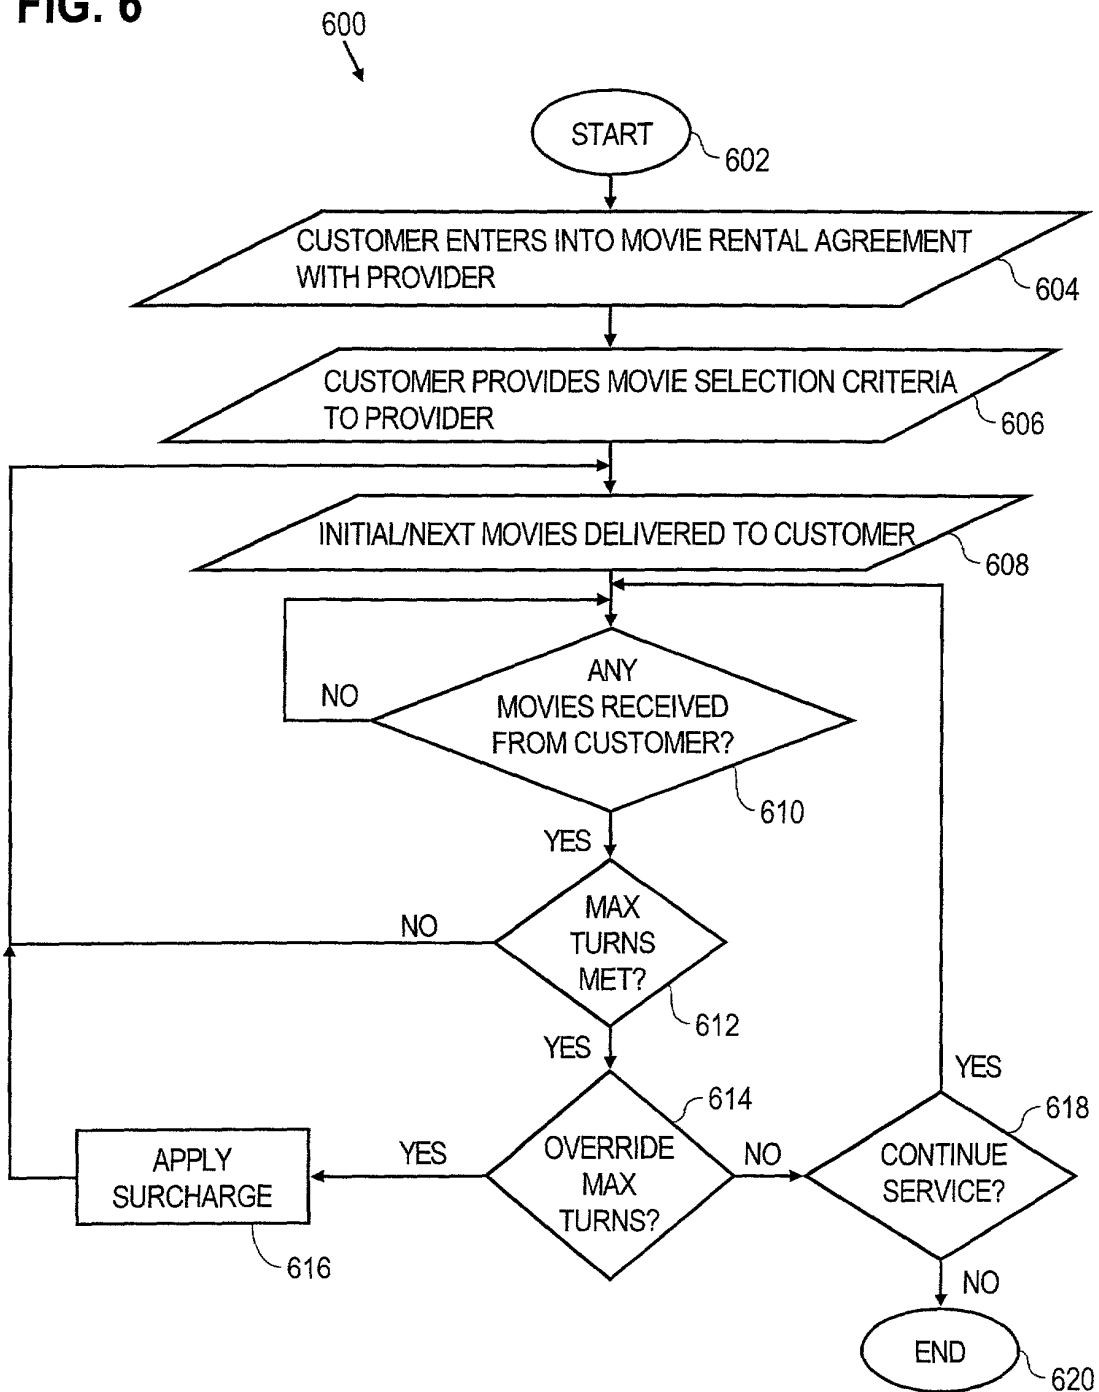 FIG. 6
600
START
602
CUSTOMER ENTERS INTO MOVIE RENTAL AGREEMENT
WITH PROVIDER
604
CUSTOMER PROVIDES MOVIE SELECTION CRITERIA
TO PROVIDER
606
INITIAL/NEXT MOVIES DELIVERED TO CUSTOMER
608
ANY
MOVIES RECEIVED
FROM CUSTOMER?
NO
610
YES
MAX
TURNS
MET?
NO
612
YES
614
OVERRIDE
MAX
TURNS?
YES
NO
APPLY
SURCHARGE
616
YES
618
CONTINUE
SERVICE?
NO
END
620